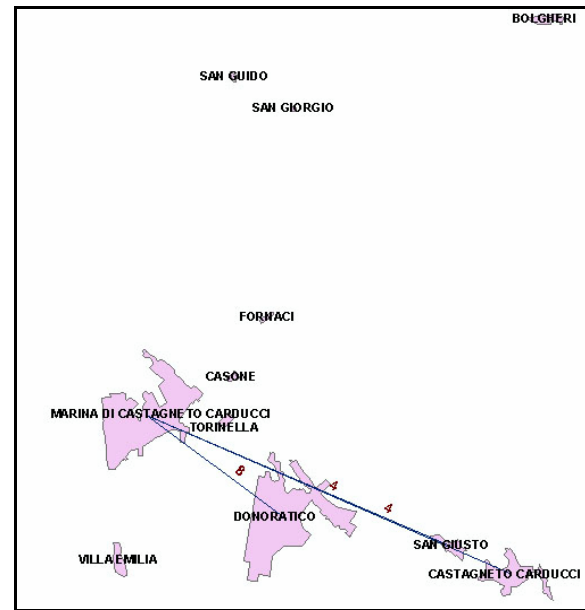 BOLGHERI
SAN GUIDO
SAN GIORGIO
FORNACI
CASONE
MARINA DI CASTAGNETO CARDUCCI
TORINELLA
8
4
4
DONORATICO
SAN GIUSTO
VILLA EMILIA
CASTAGNETO CARDUCCI